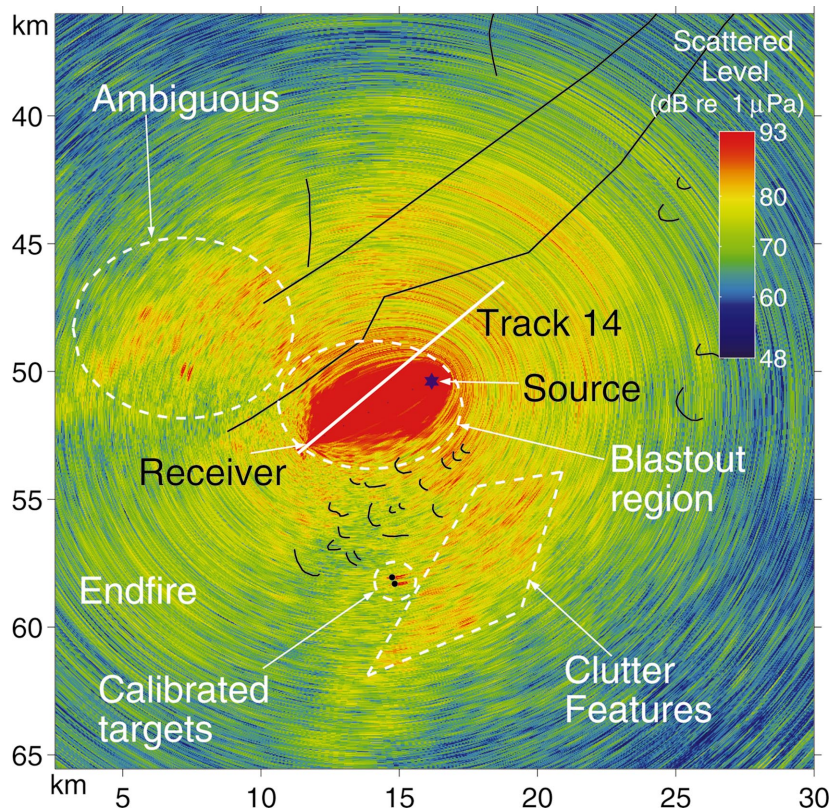 km
40
45
50
55
60
65
km
5
10
15
20
25
30
Scattered
Level
(dB re 1 μPa)
93
80
70
60
48
Ambiguous
Track 14
Source
Receiver
Blastout
region
Endfire
Calibrated
targets
Clutter
Features